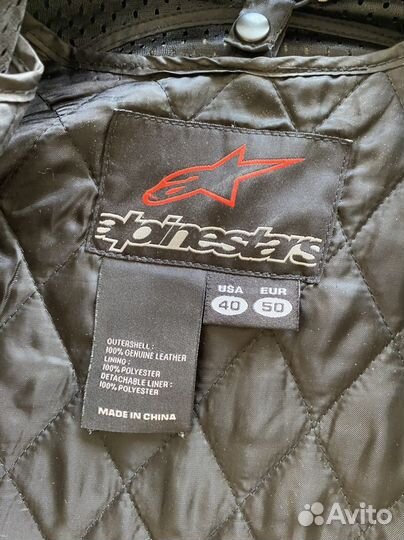 alpinestars
USA EUR
40 50
OUTERSHELL :
100% GENUINE LEATHER
LINING :
100% POLYESTER
DETACHABLE LINER :
100% POLYESTER
MADE IN CHINA
Avito